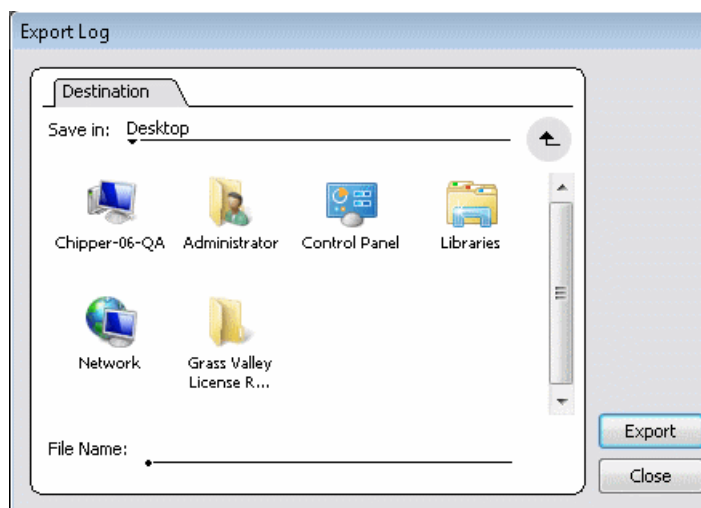 Export Log
Destination
Save in: Desktop
Chipper-06-QA Administrator Control Panel Libraries
Network Grass Valley
License R...
File Name:
Export
Close